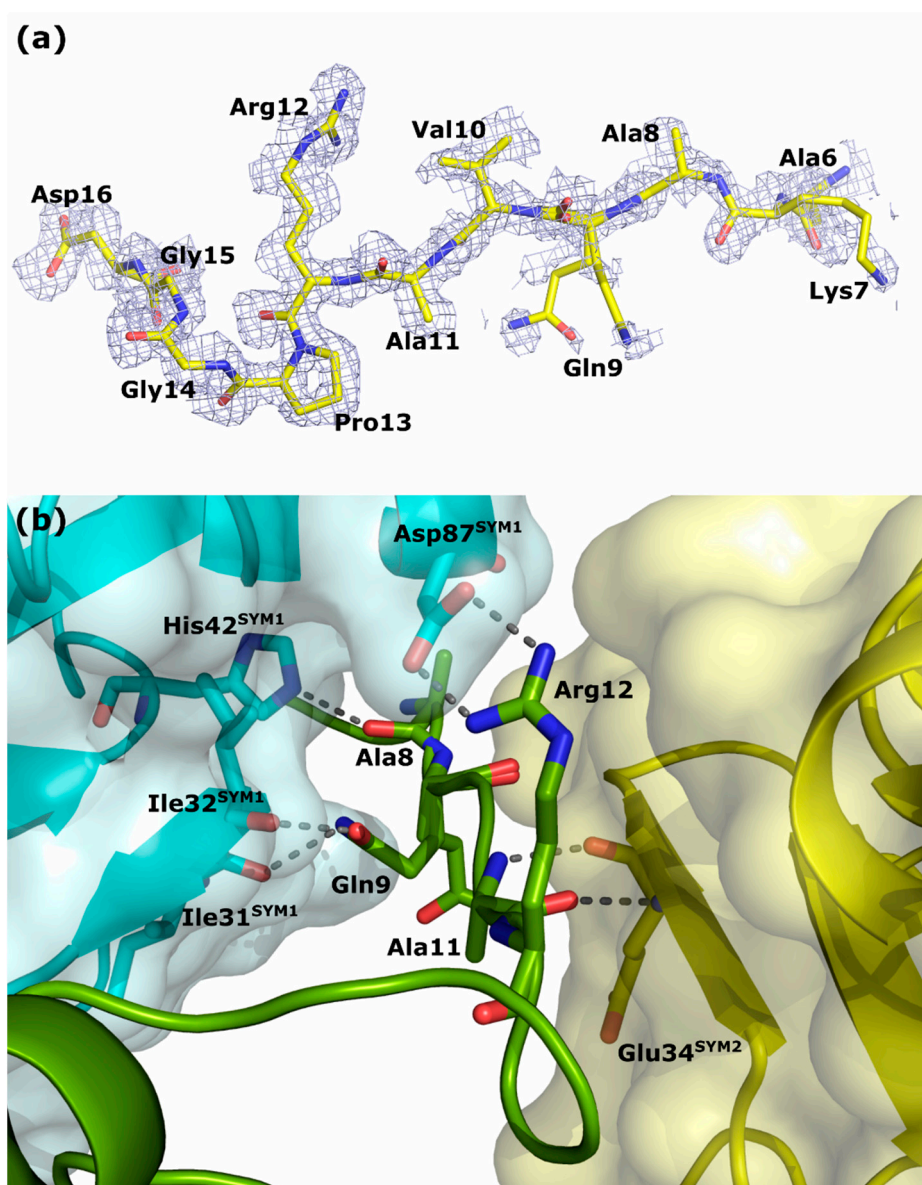 (a)
Arg12
Val10
Ala8
Ala6
Asp16
Gly15
Lys7
Ala11
Gln9
Gly14
Pro13
(b)
Asp87SYM1
His42SYM1
Arg12
Ala8
Ile32SYM1
Gln9
Ile31SYM1
Ala11
Glu34SYM2